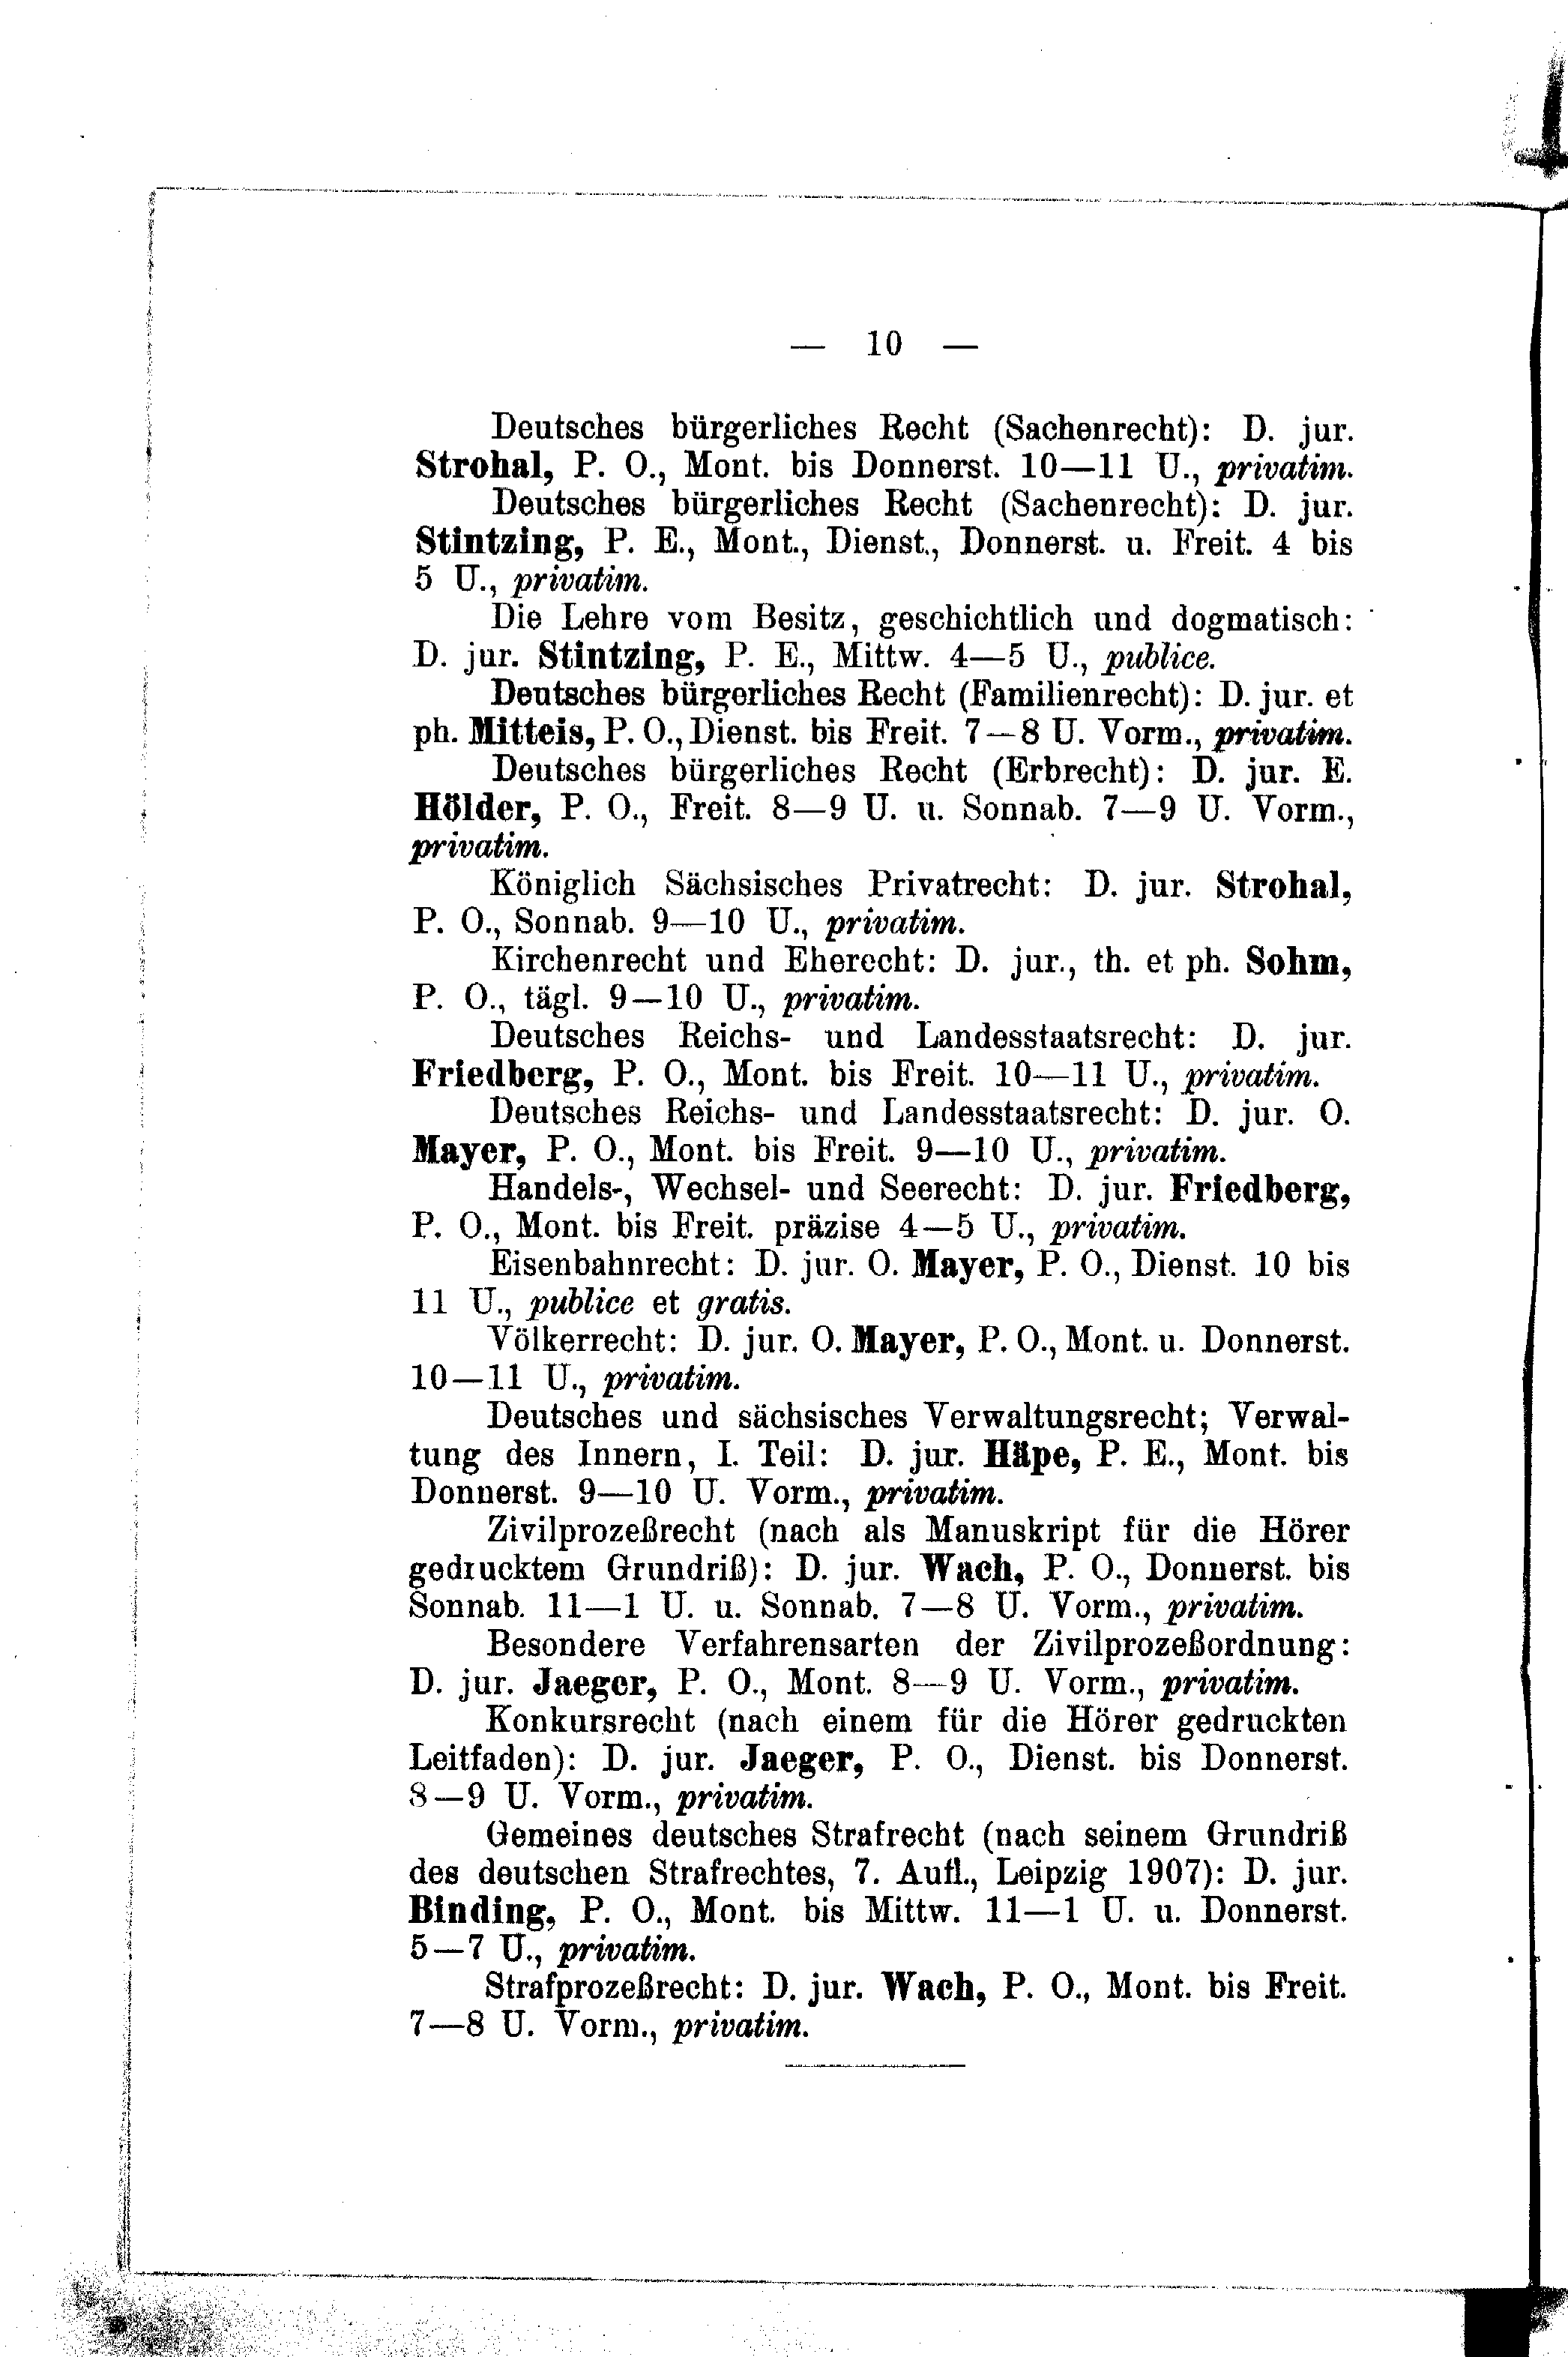 — 10 —
Deutsches bürgerliches Recht (Sachenrecht): D. jur.
Strohal, P. O., Mont. bis Donnerst. 10—11 U., privatim.
Deutsches bürgerliches Recht (Sachenrecht): D. jur.
Stintzing, P. E., Mont., Dienst., Donnerst. u. Freit. 4 bis
5 U., privatim.
Die Lehre vom Besitz, geschichtlich und dogmatisch:
D. jur. Stintzing, P. E., Mittw. 4—5 U., publice.
Deutsches bürgerliches Recht (Familienrecht): D. jur. et
ph. Mitteis, P. O., Dienst. bis Freit. 7—8 U. Vorm., privatim.
Deutsches bürgerliches Recht (Erbrecht): D. jur. E.
Hölder, P. O., Freit. 8—9 U. u. Sonnab. 7—9 U. Vorm.,
privatim.
Königlich Sächsisches Privatrecht: D. jur. Strohal,
P. O., Sonnab. 9—10 U., privatim.
Kirchenrecht und Eherecht: D. jur., th. et ph. Sohm,
P. O., tägl. 9—10 U., privatim.
Deutsches Reichs- und Landesstaatsrecht: D. jur.
Friedberg, P. O., Mont. bis Freit. 10—11 U., privatim.
Deutsches Reichs- und Landesstaatsrecht: D. jur. O.
Mayer, P. O., Mont. bis Freit. 9—10 U., privatim.
Handels-, Wechsel- und Seerecht: D. jur. Friedberg,
P. O., Mont. bis Freit. präzise 4—5 U., privatim.
Eisenbahnrecht: D. jur. O. Mayer, P. O., Dienst. 10 bis
11 U., publice et gratis.
Völkerrecht: D. jur. O. Mayer, P. O., Mont. u. Donnerst.
10—11 U., privatim.
Deutsches und sächsisches Verwaltungsrecht; Verwal-
tung des Innern, I. Teil: D. jur. Häpe, P. E., Mont. bis
Donnerst. 9—10 U. Vorm., privatim.
Zivilprozeßrecht (nach als Manuskript für die Hörer
gedrucktem Grundriß): D. jur. Wach, P. O., Donnerst. bis
Sonnab. 11—1 U. u. Sonnab. 7—8 U. Vorm., privatim.
Besondere Verfahrensarten der Zivilprozeßordnung:
D. jur. Jaeger, P. O., Mont. 8—9 U. Vorm., privatim.
Konkursrecht (nach einem für die Hörer gedruckten
Leitfaden): D. jur. Jaeger, P. O., Dienst. bis Donnerst.
8—9 U. Vorm., privatim.
Gemeines deutsches Strafrecht (nach seinem Grundriß
des deutschen Strafrechtes, 7. Aufl., Leipzig 1907): D. jur.
Binding, P. O., Mont. bis Mittw. 11—1 U. u. Donnerst.
5—7 U., privatim.
Strafprozeßrecht: D. jur. Wach, P. O., Mont. bis Freit.
7—8 U. Vorm., privatim.